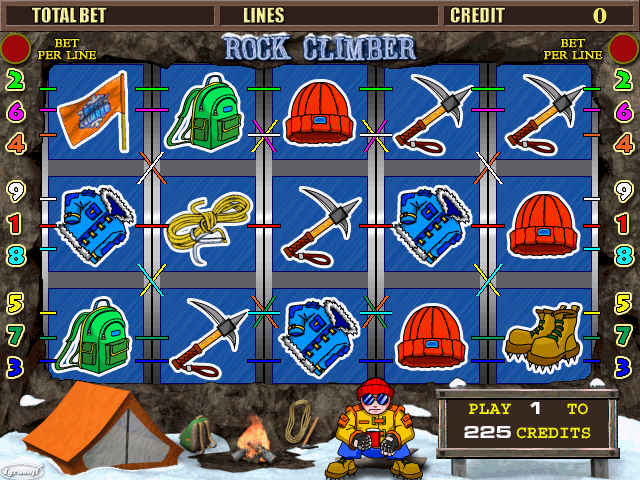 TOTAL BET LINES CREDIT 0
BET PER LINE ROCK CLIMBER BET PER LINE
2 2
6 6
4 4
9 9
1 1
8 8
5 5
7 7
3 3
PLAY 1 TO
225 CREDITS
Igrosoft